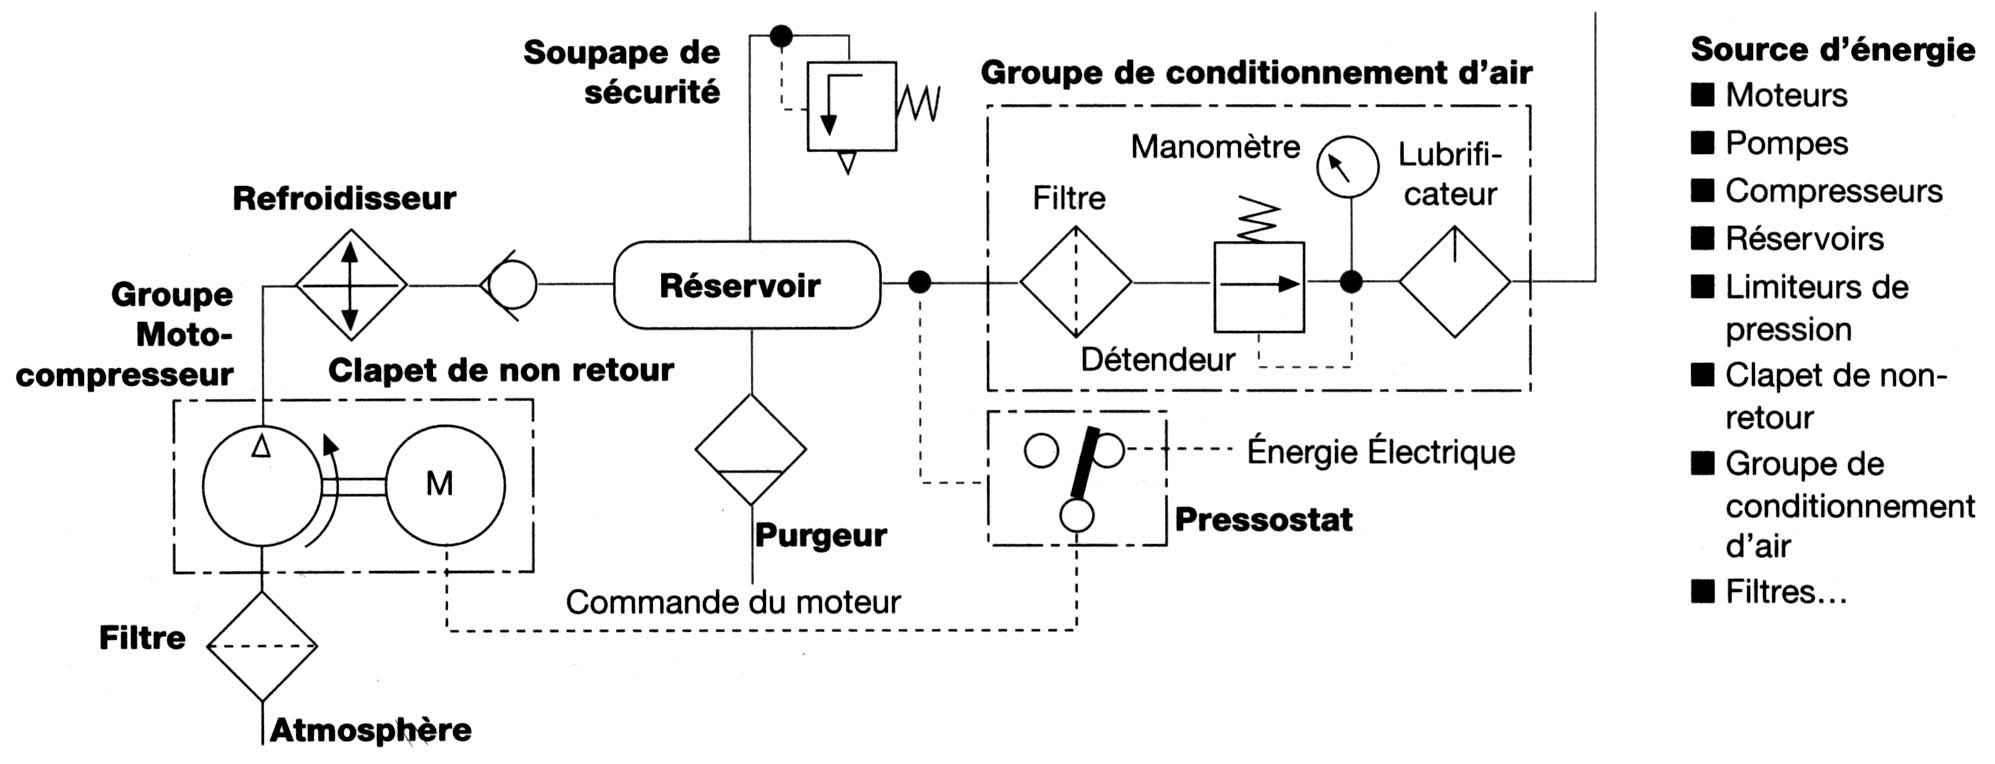 Soupape de
sécurité
Groupe de conditionnement d'air
Manomètre
Lubrifi-
cateur
Filtre
Détendeur
Refroidisseur
Groupe
Moto-
compresseur
Clapet de non retour
Réservoir
M
Purgeur
Énergie Électrique
Pressostat
Commande du moteur
Filtre
Atmosphère
Source d'énergie
■ Moteurs
■ Pompes
■ Compresseurs
■ Réservoirs
■ Limiteurs de
pression
■ Clapet de non-
retour
■ Groupe de
conditionnement
d'air
■ Filtres...